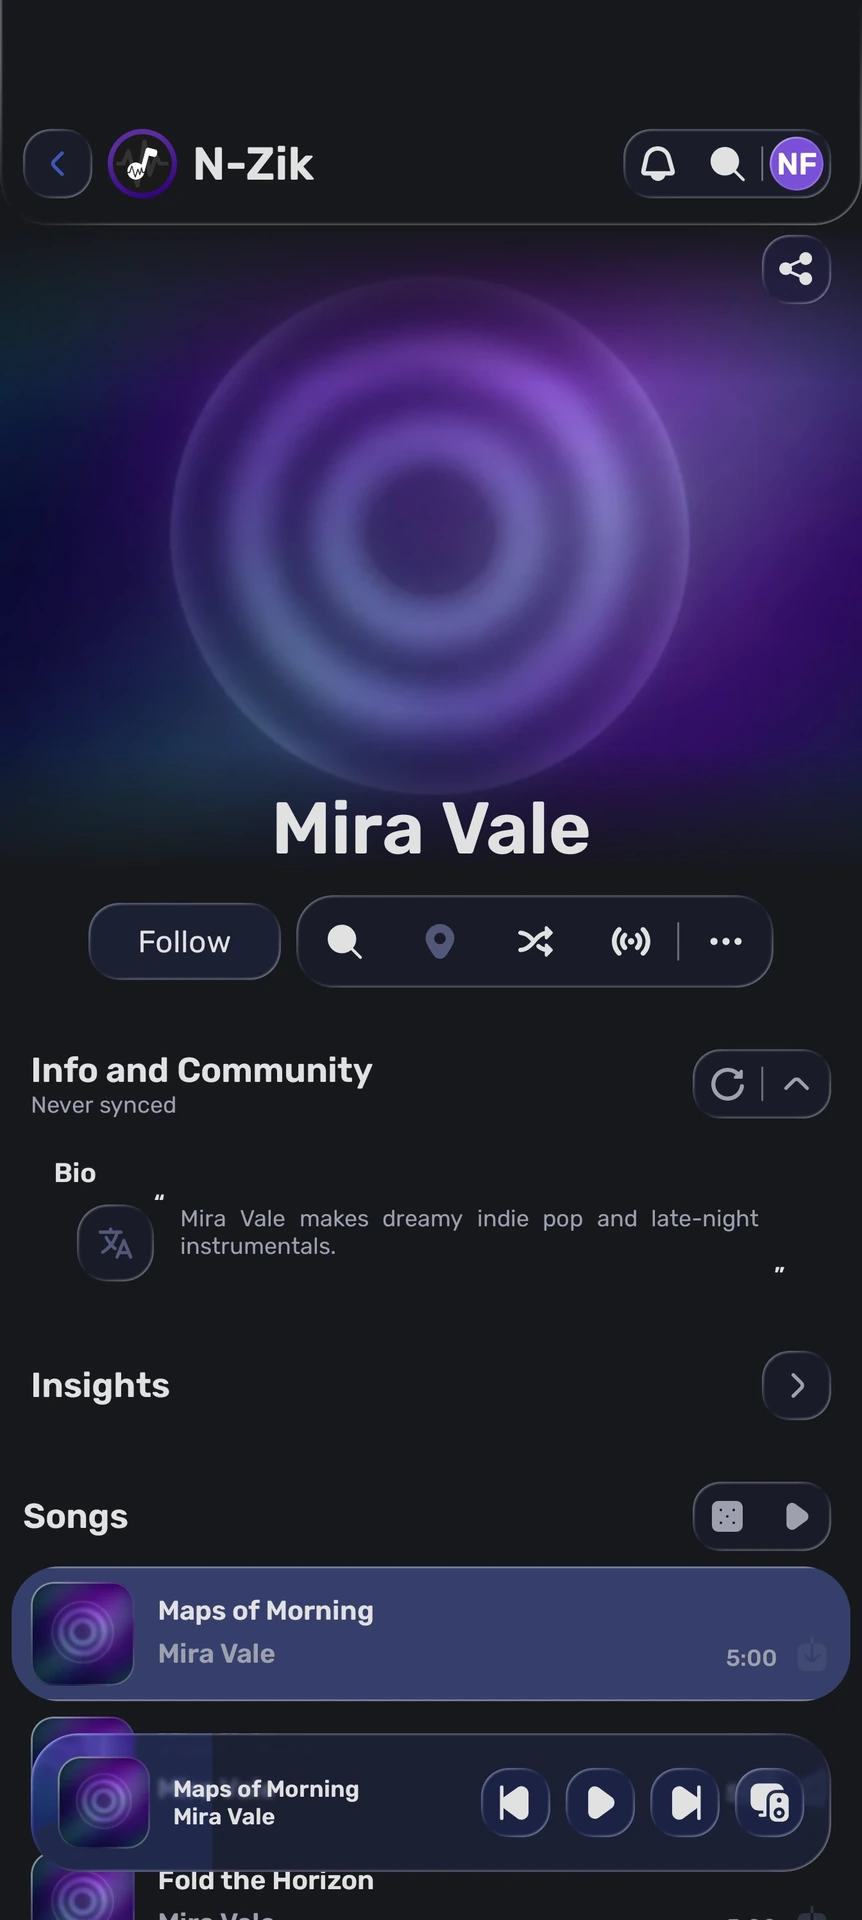 N-Zik
NF
Mira Vale
Follow
Info and Community
Never synced
Bio
“
Mira Vale makes dreamy indie pop and late-night
instrumentals.
”
Insights
Songs
Maps of Morning
Mira Vale
5:00
Maps of Morning
Mira Vale
Fold the Horizon
Mira Vale